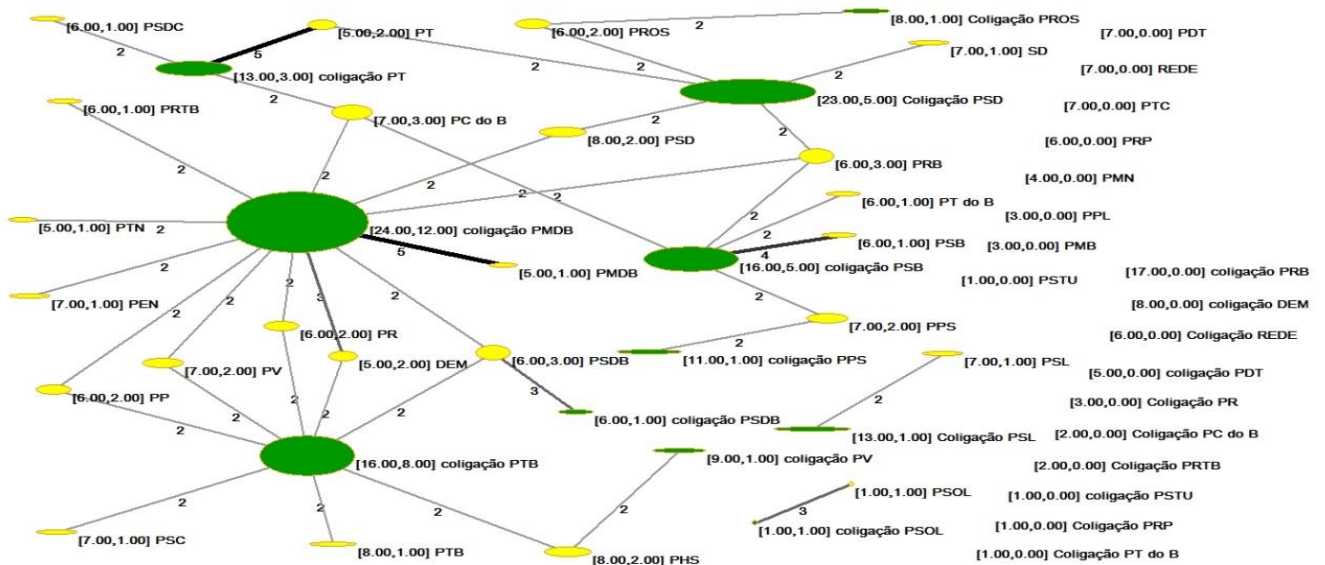 [6.00,1.00] PSDC
[5.00,2.00] PT
[6.00,2.00] PROS
[8.00,1.00] Coligação PROS
[7.00,0.00] PDT
[7.00,1.00] SD
[7.00,0.00] REDE
[13.00,3.00] coligação PT
[23.00,5.00] Coligação PSD
[7.00,0.00] PTC
[6.00,1.00] PRTB
[7.00,3.00] PC do B
[8.00,2.00] PSD
[6.00,0.00] PRP
[6.00,3.00] PRB
[4.00,0.00] PMN
[6.00,1.00] PT do B
[3.00,0.00] PPL
[5.00,1.00] PTN
[24.00,12.00] coligação PMDB
[6.00,1.00] PSB
[3.00,0.00] PMB
[5.00,1.00] PMDB
[16.00,5.00] coligação PSB
[1.00,0.00] PSTU
[17.00,0.00] coligação PRB
[7.00,1.00] PEN
[8.00,0.00] coligação DEM
[6.00,2.00] PR
[7.00,2.00] PPS
[6.00,0.00] Coligação REDE
[7.00,2.00] PV
[5.00,2.00] DEM
[6.00,3.00] PSDB
[11.00,1.00] coligação PPS
[7.00,1.00] PSL
[5.00,0.00] coligação PDT
[6.00,2.00] PP
[3.00,0.00] Coligação PR
[6.00,1.00] coligação PSDB
[13.00,1.00] Coligação PSL
[2.00,0.00] Coligação PC do B
[16.00,8.00] coligação PTB
[9.00,1.00] coligação PV
[2.00,0.00] Coligação PRTB
[1.00,1.00] PSOL
[1.00,0.00] coligação PSTU
[1.00,1.00] coligação PSOL
[1.00,0.00] Coligação PRP
[7.00,1.00] PSC
[8.00,1.00] PTB
[8.00,2.00] PHS
[1.00,0.00] Coligação PT do B
2
5
2
2
2
2
2
2
2
2
2
2
2
2
2
2
4
5
2
2
2
2
3
2
2
2
2
2
2
2
2
3
2
2
2
2
2
3